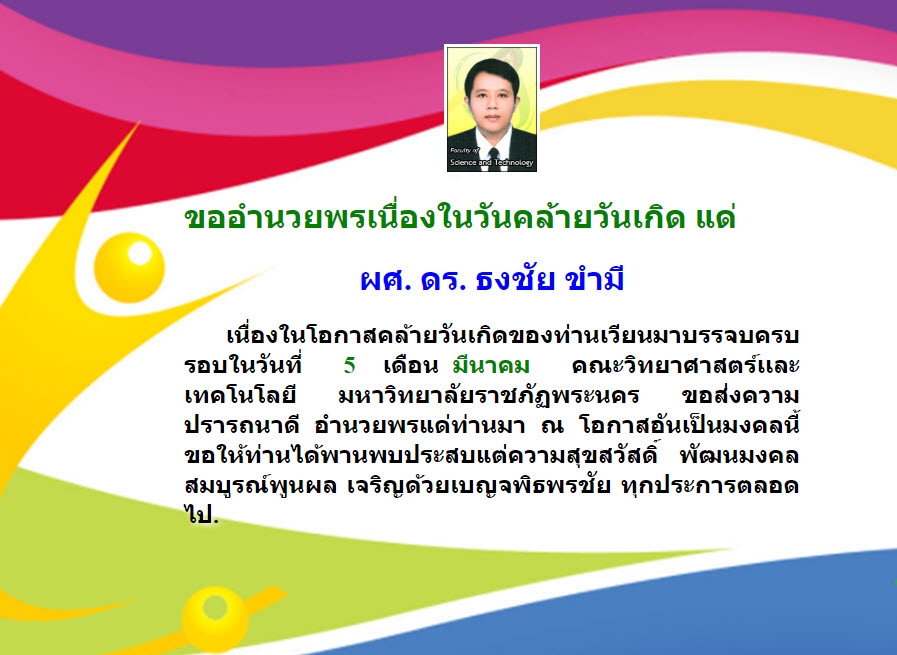 Faculty of
Science and Technology
ขออำนวยพรเนื่องในวันคล้ายวันเกิด แด่
ผศ. ดร. ธงชัย ขำมี
เนื่องในโอกาสคล้ายวันเกิดของท่านเวียนมาบรรจบครบ
รอบในวันที่ 5 เดือน มีนาคม คณะวิทยาศาสตร์และ
เทคโนโลยี มหาวิทยาลัยราชภัฏพระนคร ขอส่งความ
ปรารถนาดี อำนวยพรแด่ท่านมา ณ โอกาสอันเป็นมงคลนี้
ขอให้ท่านได้พานพบประสบแต่ความสุขสวัสดิ์ พัฒนมงคล
สมบูรณ์พูนผล เจริญด้วยเบญจพิธพรชัย ทุกประการตลอด
ไป.